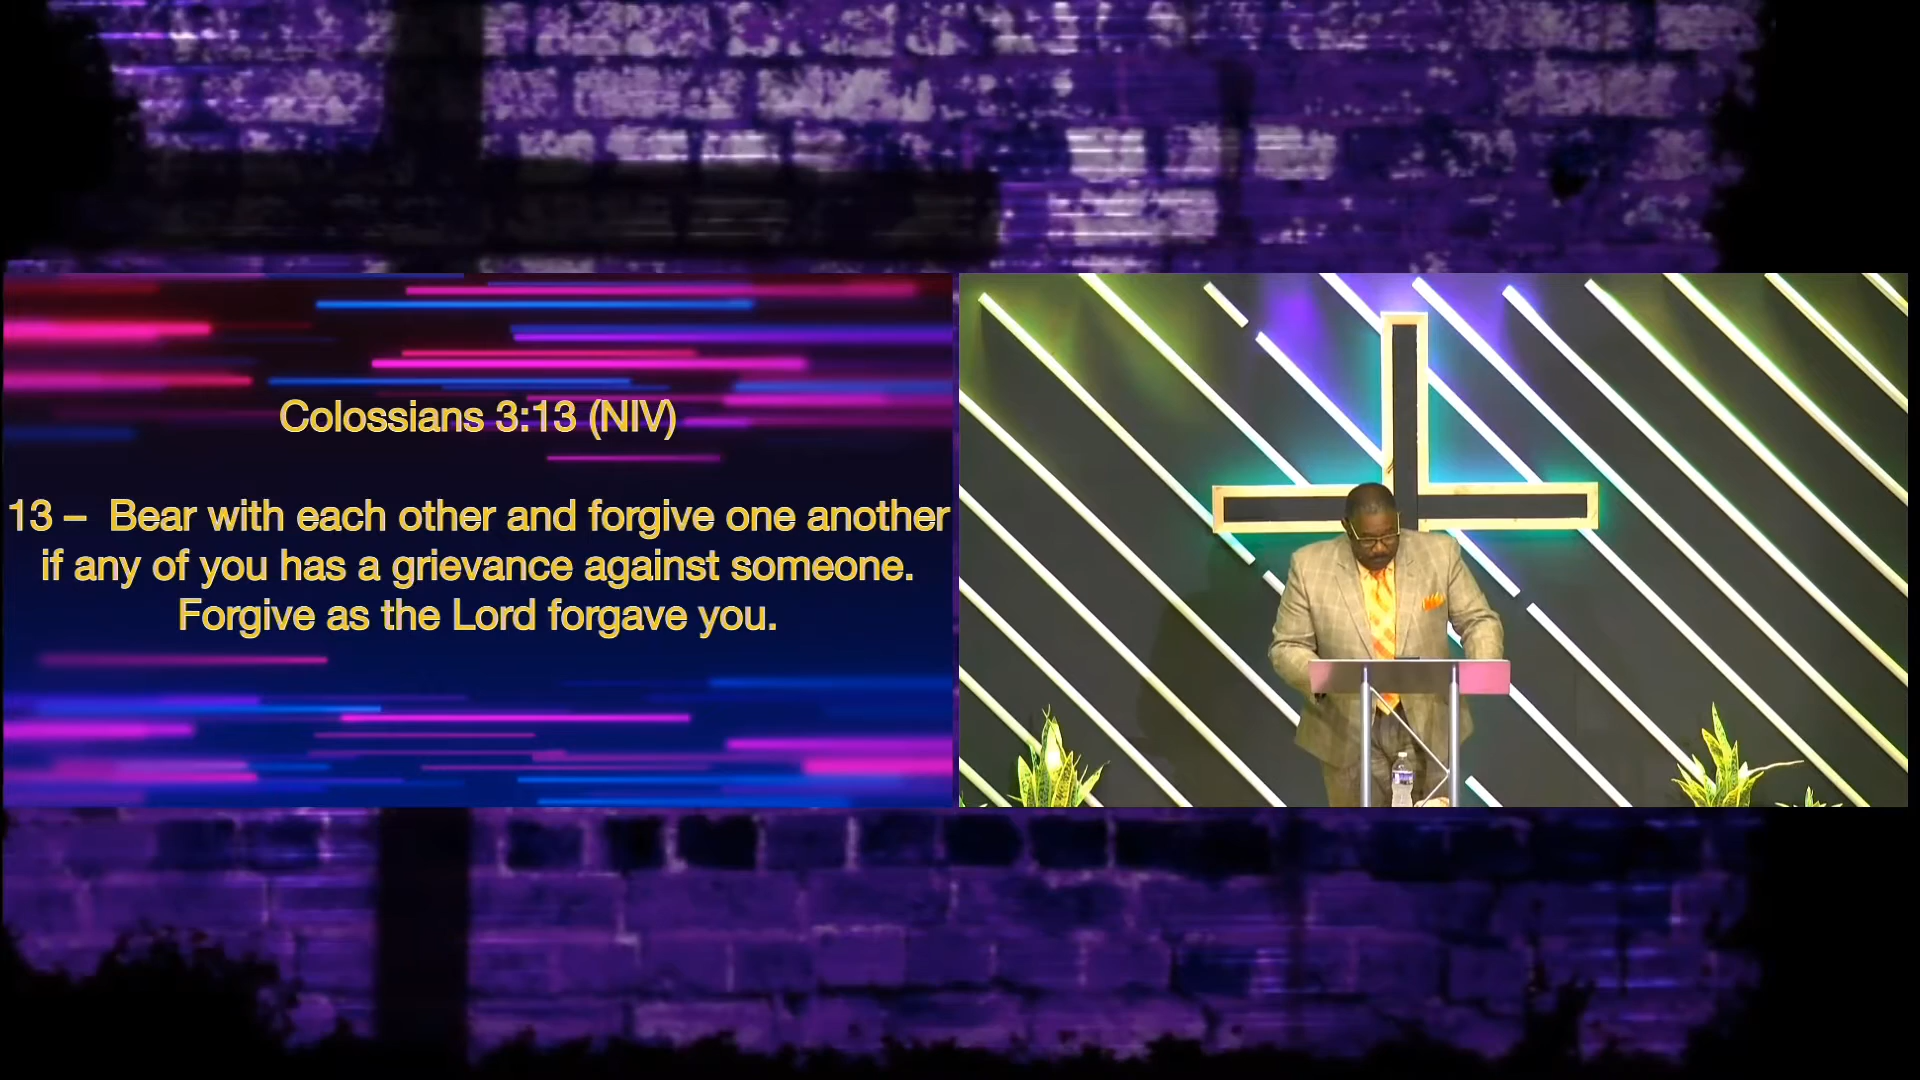 Colossians 3:13 (NIV)
13 – Bear with each other and forgive one another
if any of you has a grievance against someone.
Forgive as the Lord forgave you.